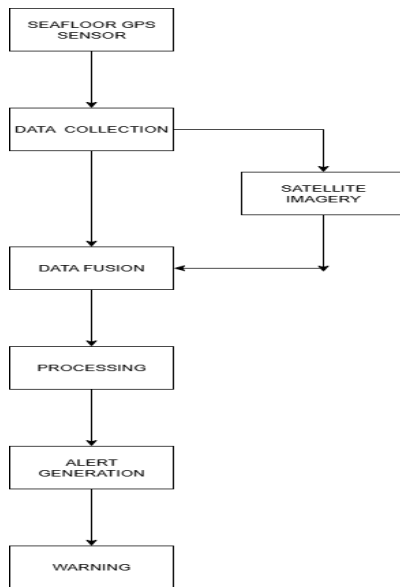 SEAFLOOR GPS
SENSOR
DATA COLLECTION
SATELLITE
IMAGERY
DATA FUSION
PROCESSING
ALERT
GENERATION
WARNING